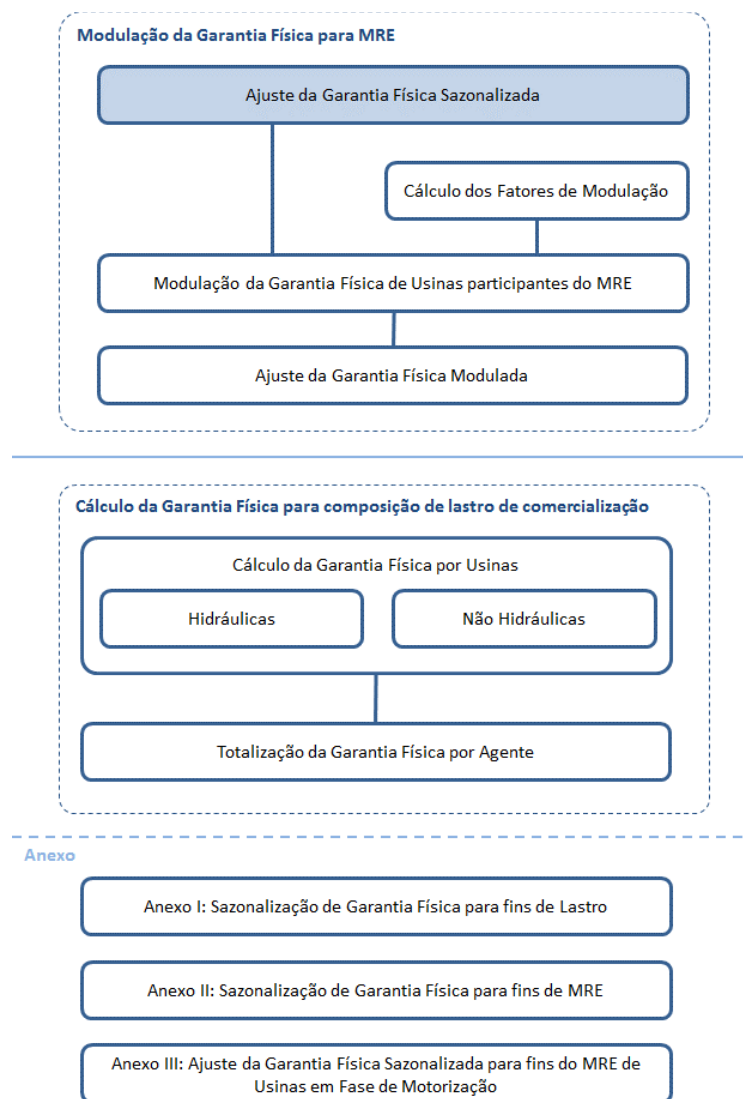 Modulação da Garantia Física para MRE
Ajuste da Garantia Física Sazonalizada
Cálculo dos Fatores de Modulação
Modulação da Garantia Física de Usinas participantes do MRE
Ajuste da Garantia Física Modulada
Cálculo da Garantia Física para composição de lastro de comercialização
Cálculo da Garantia Física por Usinas
Hidráulicas
Não Hidráulicas
Totalização da Garantia Física por Agente
Anexo
Anexo I: Sazonalização de Garantia Física para fins de Lastro
Anexo II: Sazonalização de Garantia Física para fins de MRE
Anexo III: Ajuste da Garantia Física Sazonalizada para fins do MRE de
Usinas em Fase de Motorização